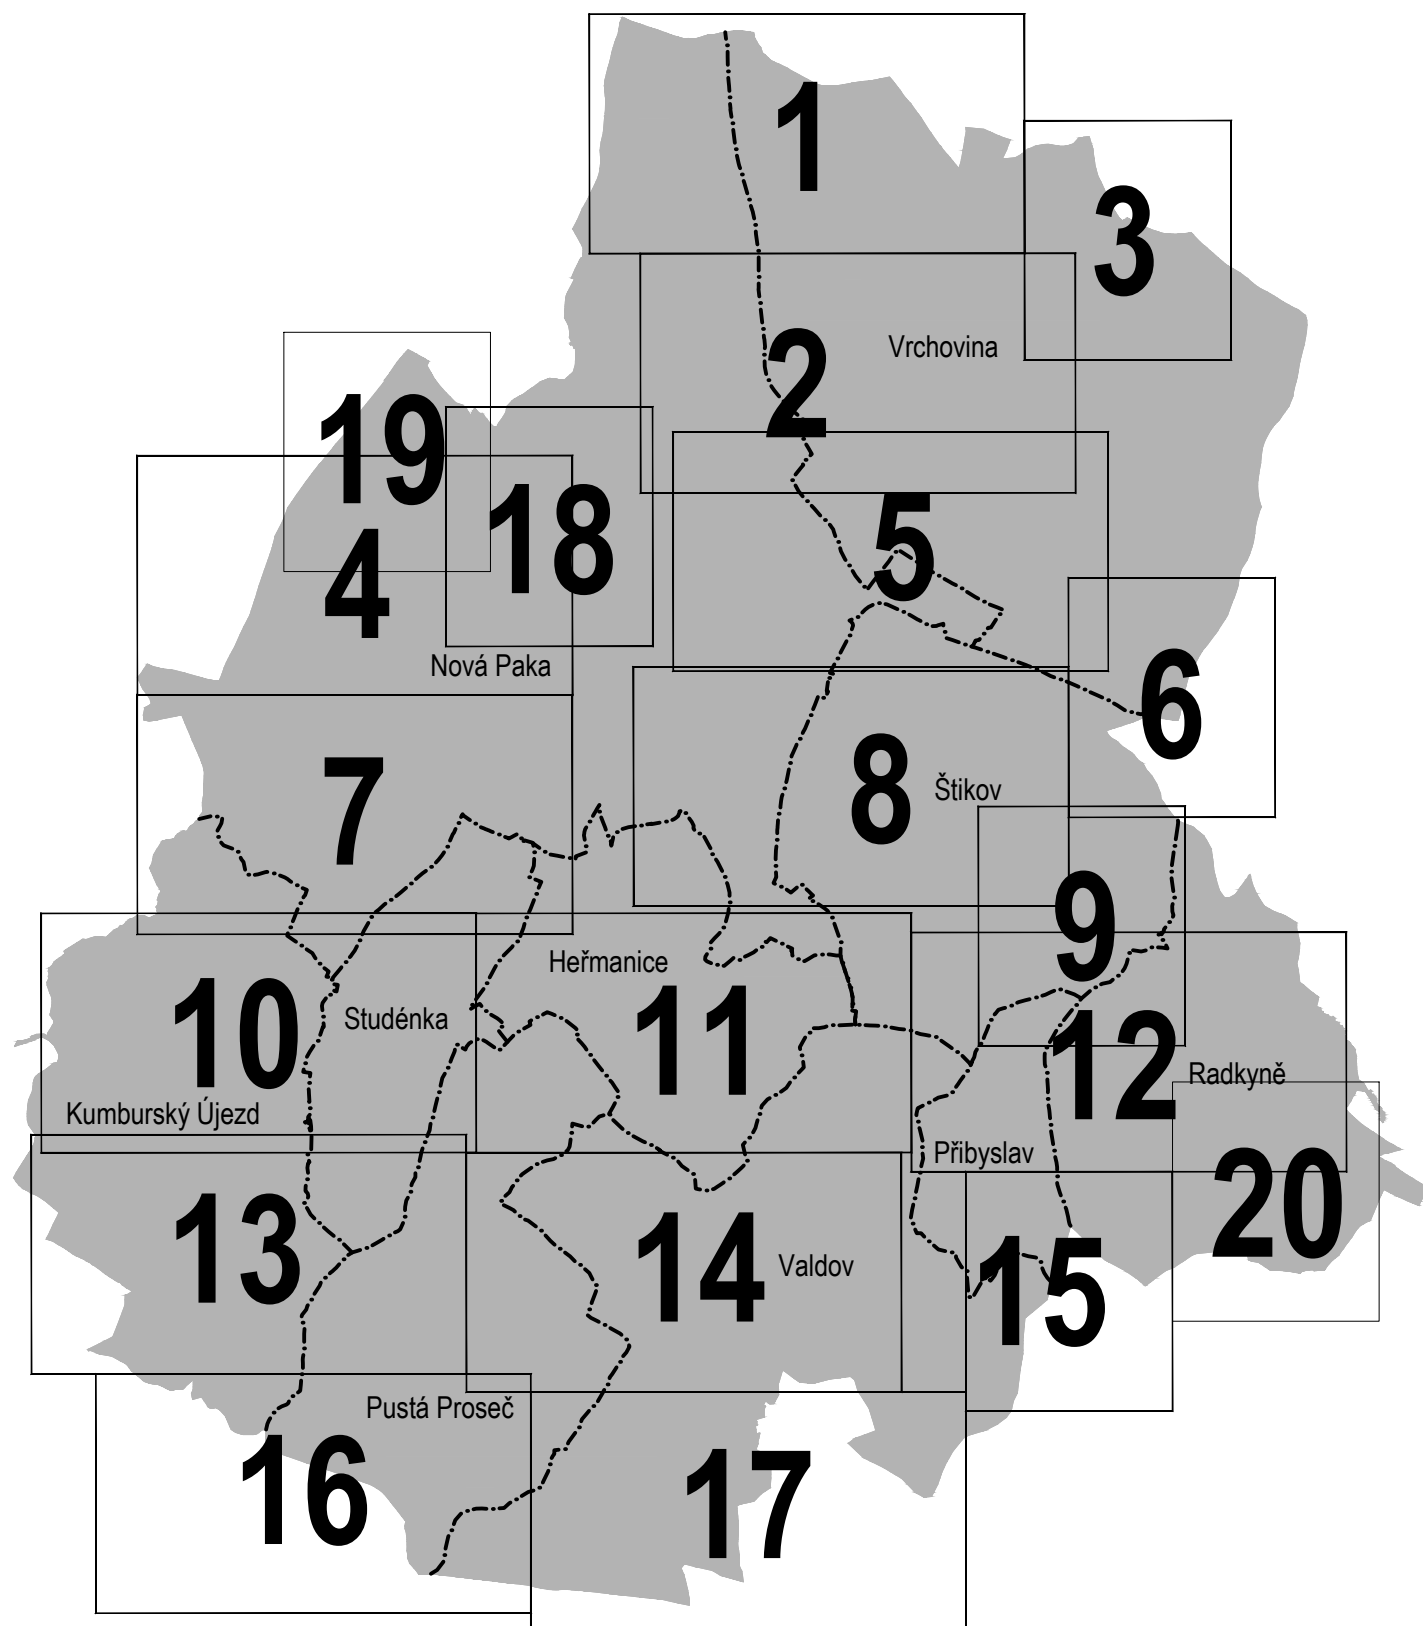 1
3
2
Vrchovina
19
18
5
4
Nová Paka
6
7
8
Štikov
9
Heřmanice
10
Studénka
11
12
Radkyně
Kumburský Újezd
Přibyslav
20
13
14
Valdov
15
Pustá Proseč
16
17